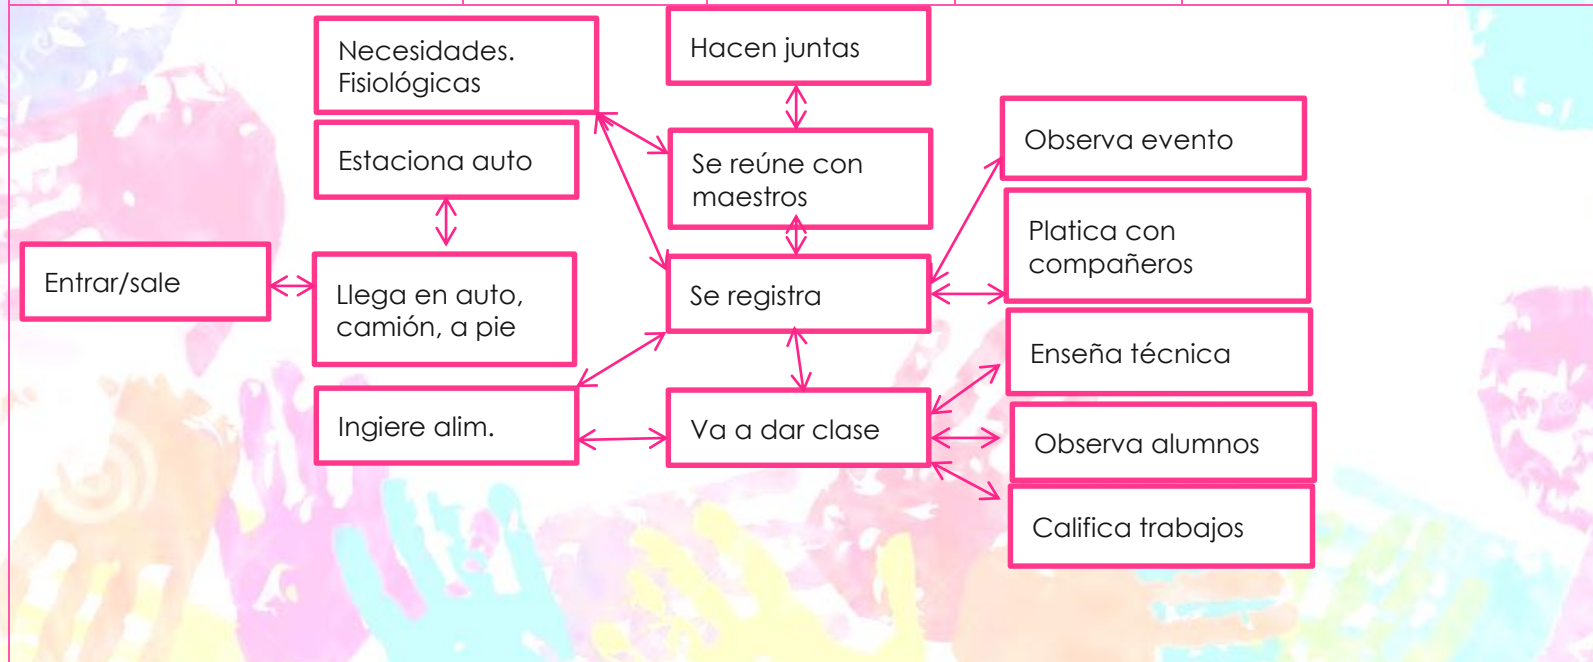 Necesidades.
Fisiológicas
Hacen juntas
Estaciona auto
Se reúne con
maestros
Observa evento
Platica con
compañeros
Entrar/sale
Llega en auto,
camión, a pie
Se registra
Enseña técnica
Ingiere alim.
Va a dar clase
Observa alumnos
Califica trabajos